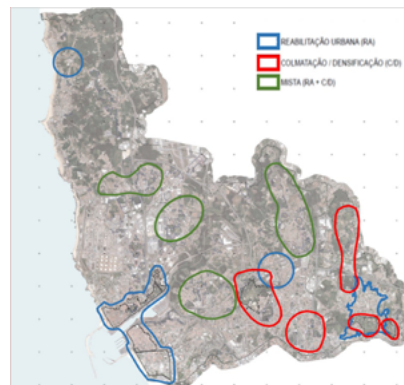 REABILITAÇÃO URBANA (RA)
COLMATAÇÃO / DENSIFICAÇÃO (C/D)
MISTA (RA + C/D)